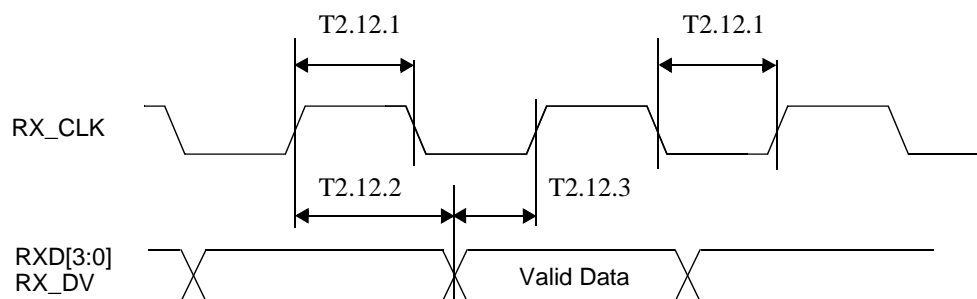 T2.12.1 T2.12.1
RX_CLK
T2.12.2 T2.12.3
RXD[3:0]
RX_DV
Valid Data